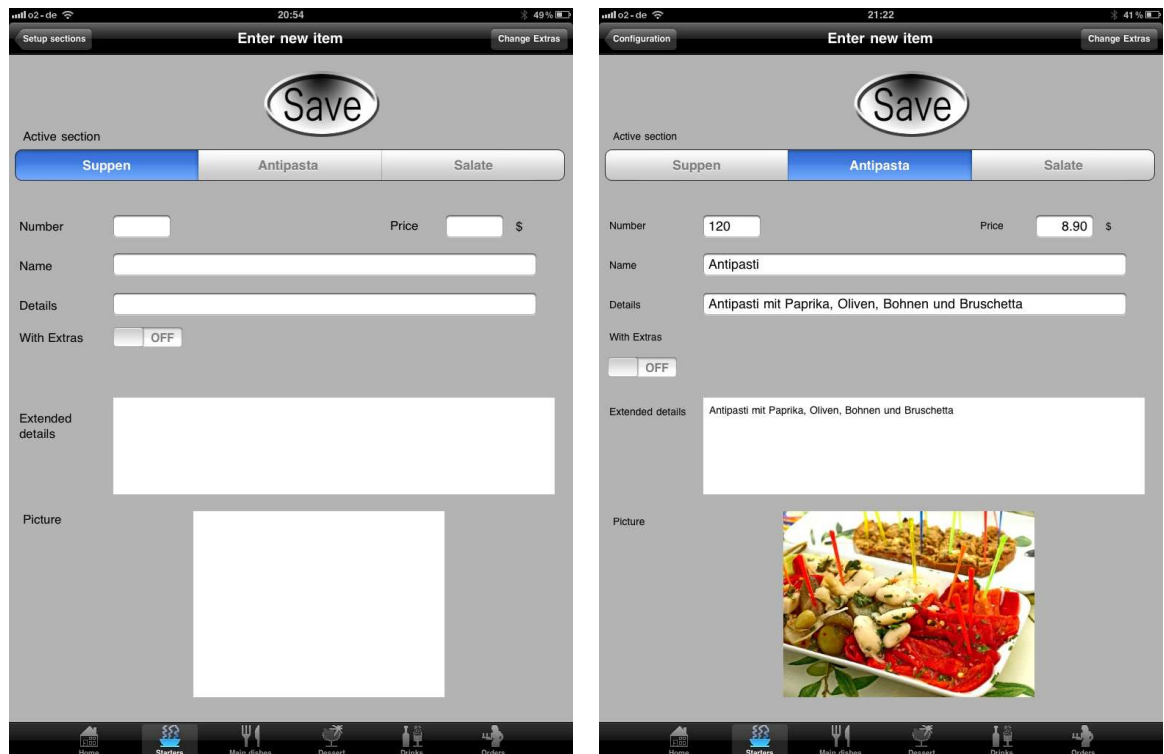 o2-de 20:54 49%
Setup sections Enter new item Change Extras
Save
Active section
Suppen Antipasta Salate
Number Price $
Name
Details
With Extras OFF
Extended
details
Picture
Home Starters Main dishes Dessert Drinks Orders
o2-de 21:22 41%
Configuration Enter new item Change Extras
Save
Active section
Suppen Antipasta Salate
Number 120 Price 8.90 $
Name Antipasti
Details Antipasti mit Paprika, Oliven, Bohnen und Bruschetta
With Extras
OFF
Extended details Antipasti mit Paprika, Oliven, Bohnen und Bruschetta
Picture
Home Starters Main dishes Dessert Drinks Orders